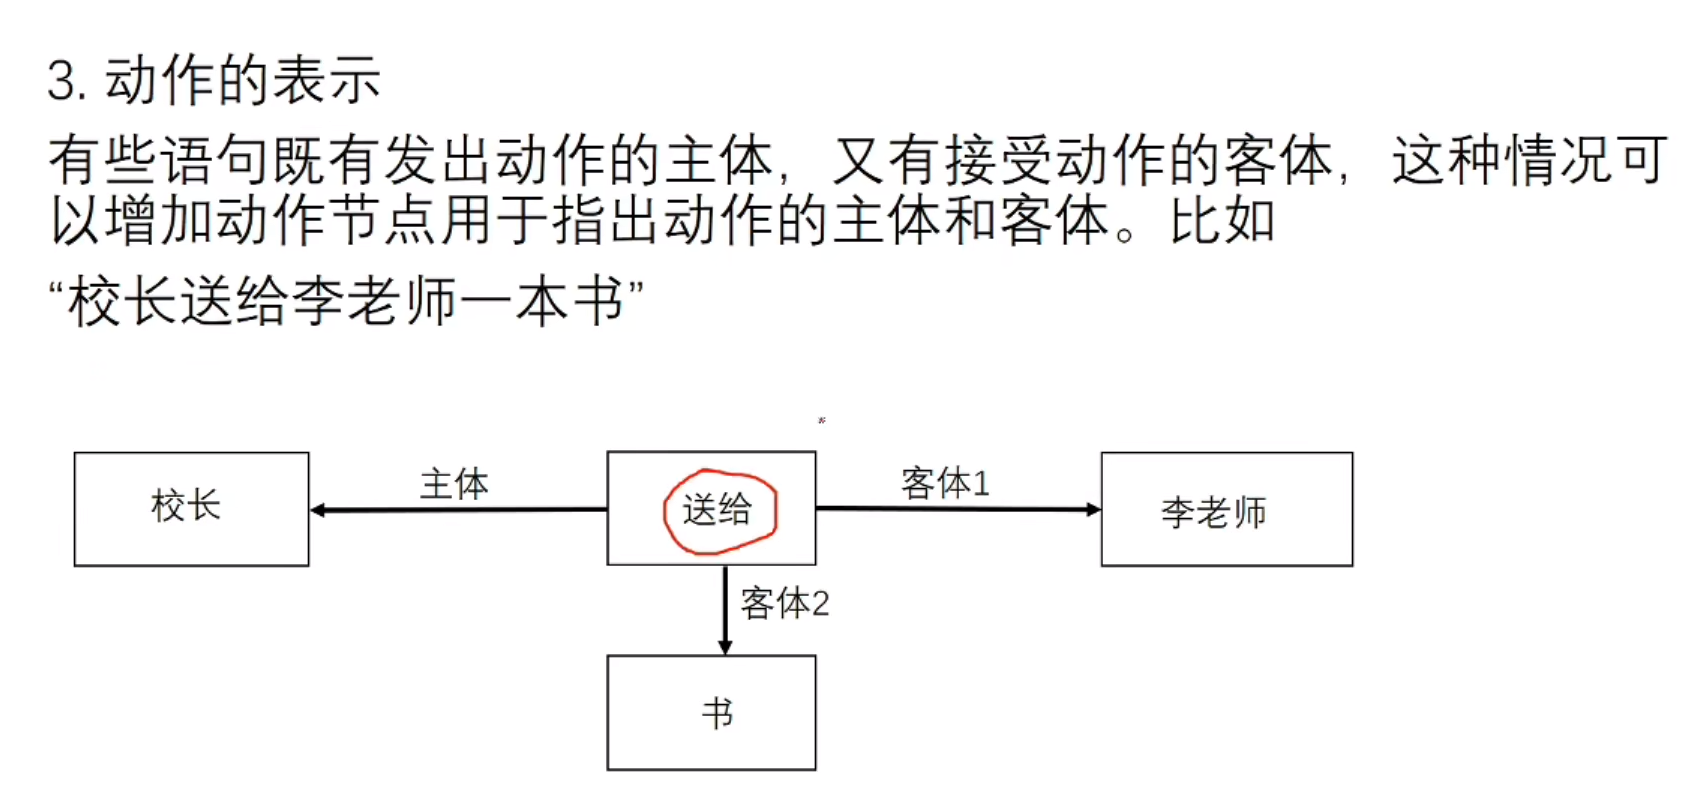 3. 动作的表示
有些语句既有发出动作的主体，又有接受动作的客体，这种情况可
以增加动作节点用于指出动作的主体和客体。比如
“校长送给李老师一本书”
校长
主体
送给
客体1
李老师
客体2
书